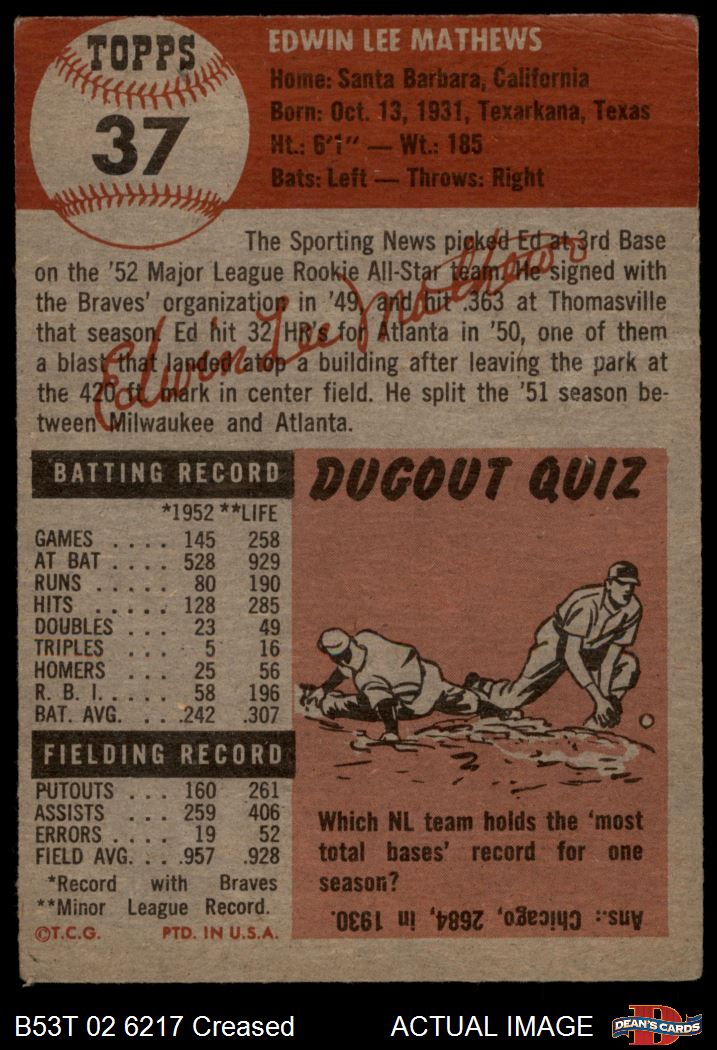 TOPPS
37
EDWIN LEE MATHEWS
Home: Santa Barbara, California
Born: Oct. 13, 1931, Texarkana, Texas
Ht.: 6'1" — Wt.: 185
Bats: Left — Throws: Right
The Sporting News picked Ed at 3rd Base
on the '52 Major League Rookie All-Star team. He signed with
the Braves' organization in '49, and hit .363 at Thomasville
that season. Ed hit 32 HR's for Atlanta in '50, one of them
a blast that landed atop a building after leaving the park at
the 420 ft. mark in center field. He split the '51 season be-
tween Milwaukee and Atlanta.
Edwin Lee Mathews
BATTING RECORD
*1952 **LIFE
GAMES .... 145 258
AT BAT .... 528 929
RUNS ..... 80 190
HITS ..... 128 285
DOUBLES ... 23 49
TRIPLES ... 5 16
HOMERS ... 25 56
R. B. I. .... 58 196
BAT. AVG. ... .242 .307
FIELDING RECORD
PUTOUTS ... 160 261
ASSISTS ... 259 406
ERRORS .... 19 52
FIELD AVG. ... .957 .928
*Record with Braves
**Minor League Record.
©T.C.G. PTD. IN U.S.A.
DUGOUT QUIZ
Which NL team holds the 'most
total bases' record for one
season?
Ans.: Chicago, 2684, in 1930.
B53T 02 6217 Creased ACTUAL IMAGE
D
DEAN'S CARDS